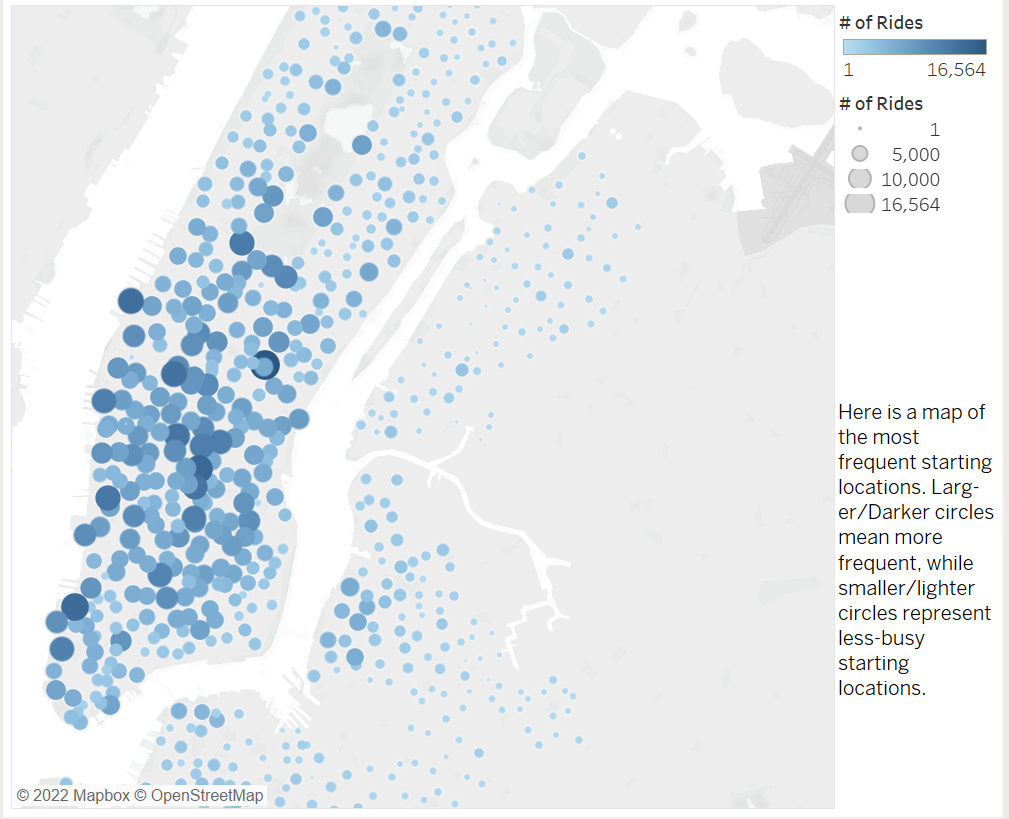 # of Rides
1 16,564
# of Rides
1
5,000
10,000
16,564
Here is a map of
the most
frequent starting
locations. Larg-
er/Darker circles
mean more
frequent, while
smaller/lighter
circles represent
less-busy
starting
locations.
© 2022 Mapbox © OpenStreetMap